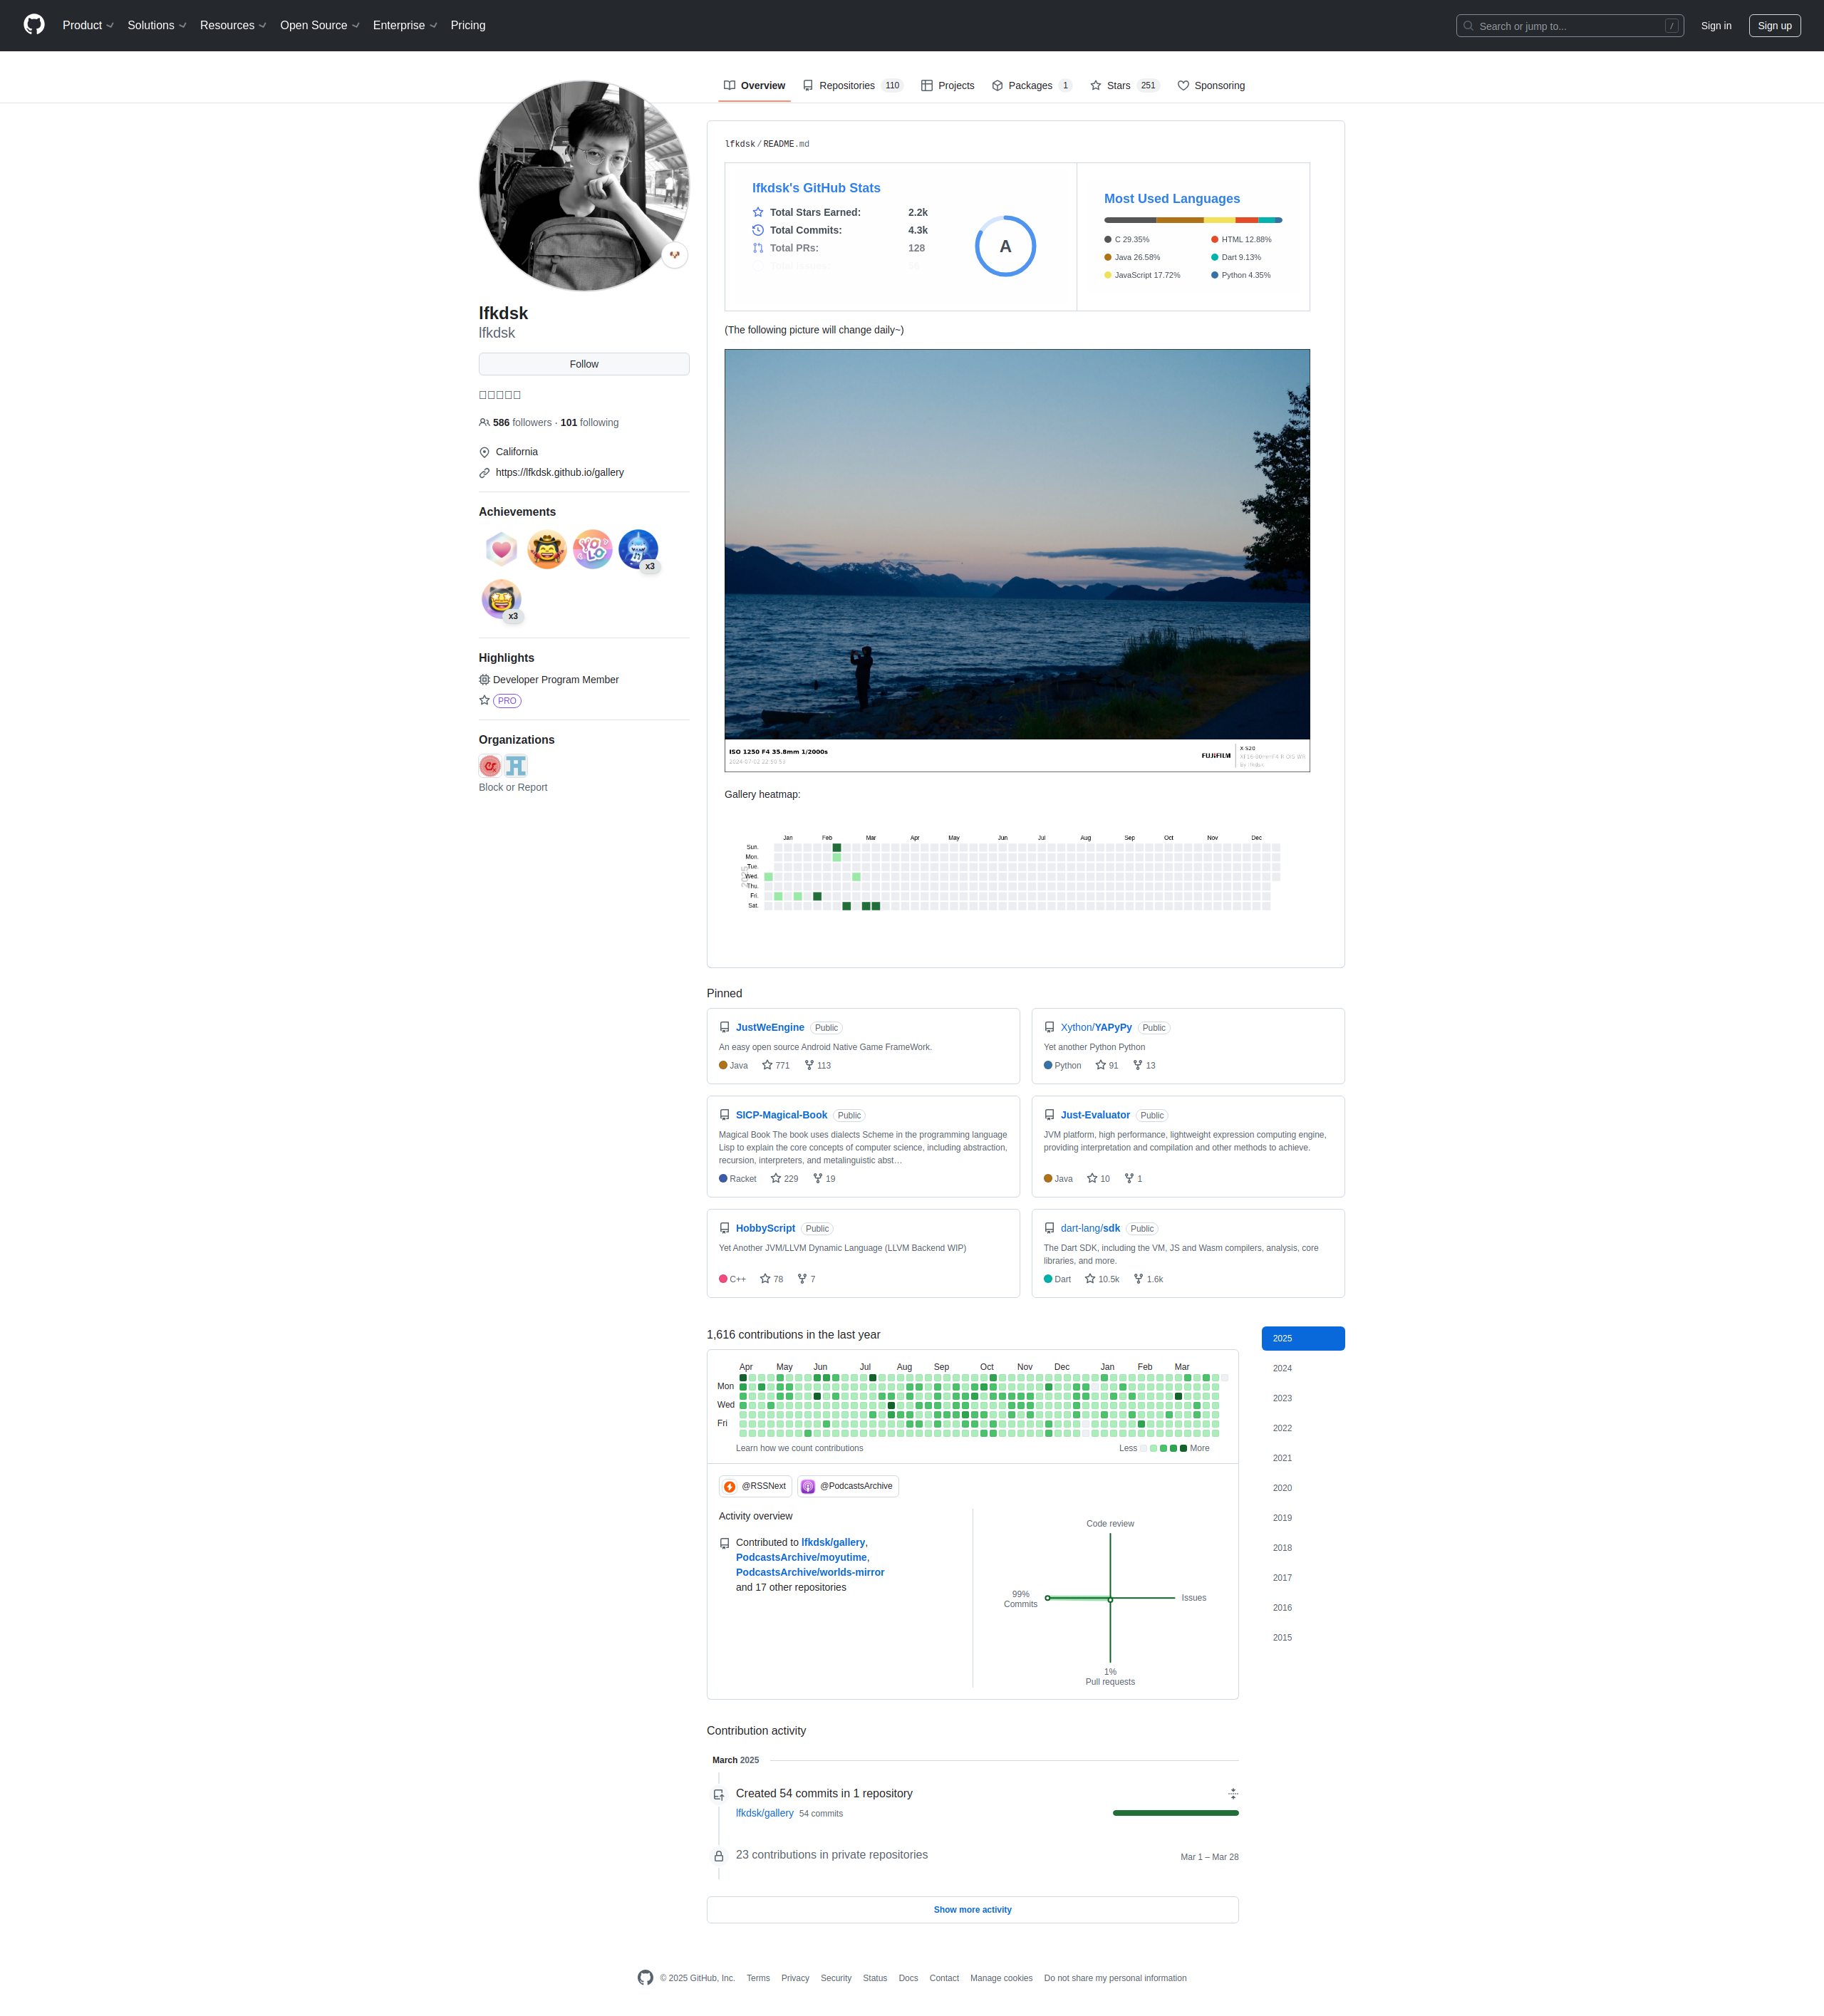 Product Solutions Resources Open Source Enterprise Pricing Search or jump to... / Sign in Sign up
Overview Repositories 110 Projects Packages 1 Stars 251 Sponsoring
lfkdsk
lfkdsk
Follow
586 followers · 101 following
California
https://lfkdsk.github.io/gallery
Achievements
YOLO
x3
x3
Highlights
Developer Program Member
PRO
Organizations
Block or Report
lfkdsk / README.md
lfkdsk's GitHub Stats
Total Stars Earned: 2.2k
Total Commits: 4.3k
Total PRs: 128
A
Most Used Languages
C 29.35%
Java 26.58%
JavaScript 17.72%
HTML 12.88%
Dart 9.13%
Python 4.35%
(The following picture will change daily~)
ISO 1250 F4 35.8mm 1/2000s
FUJIFILM
X-S20
Gallery heatmap:
Jan Feb Mar Apr May Jun Jul Aug Sep Oct Nov Dec
2025
Sun.
Mon.
Tue.
Wed.
Thu.
Fri.
Sat.
Pinned
JustWeEngine Public
An easy open source Android Native Game FrameWork.
Java 771 113
Xython/YAPyPy Public
Yet another Python Python
Python 91 13
SICP-Magical-Book Public
Magical Book The book uses dialects Scheme in the programming language
Lisp to explain the core concepts of computer science, including abstraction,
recursion, interpreters, and metalinguistic abst…
Racket 229 19
Just-Evaluator Public
JVM platform, high performance, lightweight expression computing engine,
providing interpretation and compilation and other methods to achieve.
Java 10 1
HobbyScript Public
Yet Another JVM/LLVM Dynamic Language (LLVM Backend WIP)
C++ 78 7
dart-lang/sdk Public
The Dart SDK, including the VM, JS and Wasm compilers, analysis, core
libraries, and more.
Dart 10.5k 1.6k
1,616 contributions in the last year
Apr May Jun Jul Aug Sep Oct Nov Dec Jan Feb Mar
Mon
Wed
Fri
Learn how we count contributions
Less More
@RSSNext @PodcastsArchive
Activity overview
Contributed to lfkdsk/gallery,
PodcastsArchive/moyutime,
PodcastsArchive/worlds-mirror
and 17 other repositories
Code review
99%
Commits
Issues
1%
Pull requests
2025
2024
2023
2022
2021
2020
2019
2018
2017
2016
2015
Contribution activity
March 2025
Created 54 commits in 1 repository
lfkdsk/gallery 54 commits
23 contributions in private repositories
Mar 1 – Mar 28
Show more activity
© 2025 GitHub, Inc. Terms Privacy Security Status Docs Contact Manage cookies Do not share my personal information